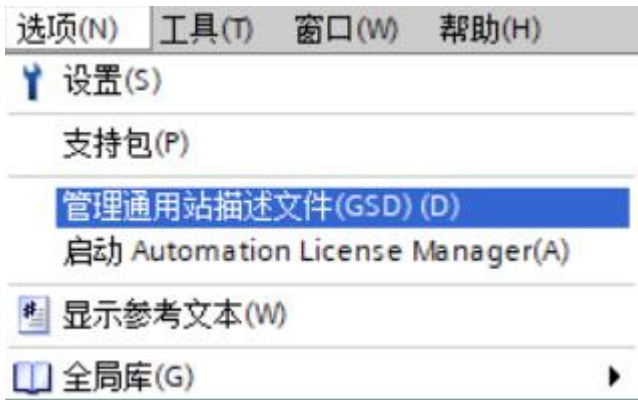 选项(N) 工具(T) 窗口(W) 帮助(H)
设置(S)
支持包(P)
管理通用站描述文件(GSD) (D)
启动 Automation License Manager(A)
显示参考文本(W)
全局库(G)